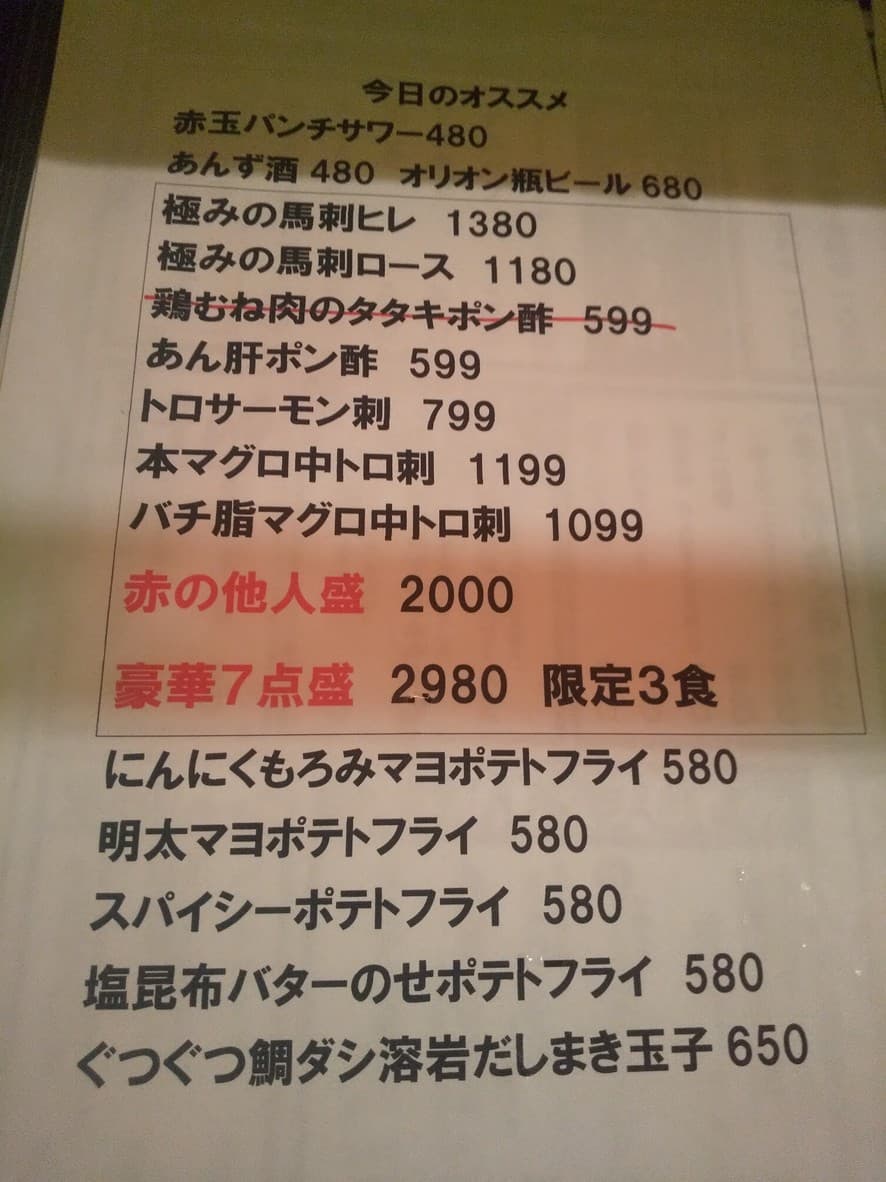 今日のオススメ
赤玉パンチサワー480
あんず酒 480 オリオン瓶ビール 680
極みの馬刺ヒレ 1380
極みの馬刺ロース 1180
鶏むね肉のタタキポン酢 599
あん肝ポン酢 599
トロサーモン刺 799
本マグロ中トロ刺 1199
バチ脂マグロ中トロ刺 1099
赤の他人盛 2000
豪華7点盛 2980 限定3食
にんにくもろみマヨポテトフライ 580
明太マヨポテトフライ 580
スパイシーポテトフライ 580
塩昆布バターのせポテトフライ 580
ぐつぐつ鯛ダシ溶岩だしまき玉子 650